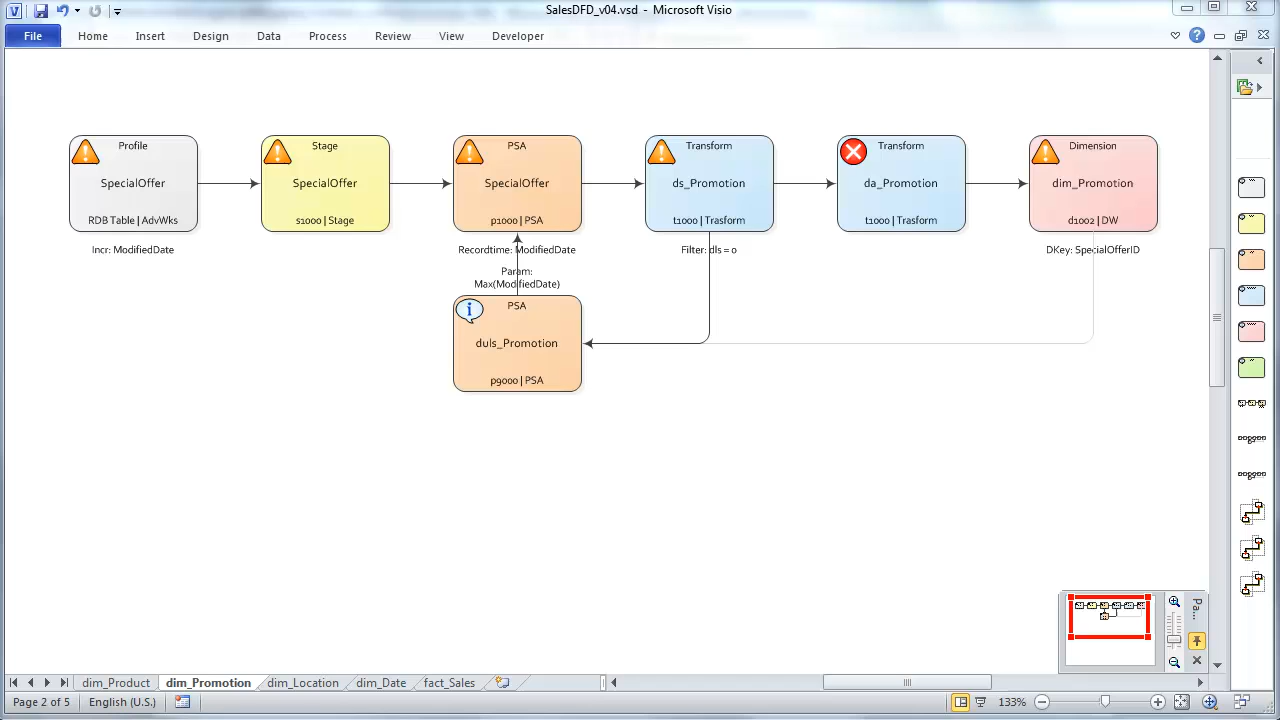 SalesDFD_v04.vsd - Microsoft Visio
File Home Insert Design Data Process Review View Developer
Profile
SpecialOffer
RDB Table | AdvWks
Incr: ModifiedDate
Stage
SpecialOffer
s1000 | Stage
PSA
SpecialOffer
p1000 | PSA
Recordtime: ModifiedDate
Param:
Max(ModifiedDate)
Transform
ds_Promotion
t1000 | Trasform
Filter: dls = 0
Transform
da_Promotion
t1000 | Trasform
Dimension
dim_Promotion
d1002 | DW
DKey: SpecialOfferID
PSA
duls_Promotion
p9000 | PSA
Pa...
dim_Product dim_Promotion dim_Location dim_Date fact_Sales
Page 2 of 5 English (U.S.) 133%